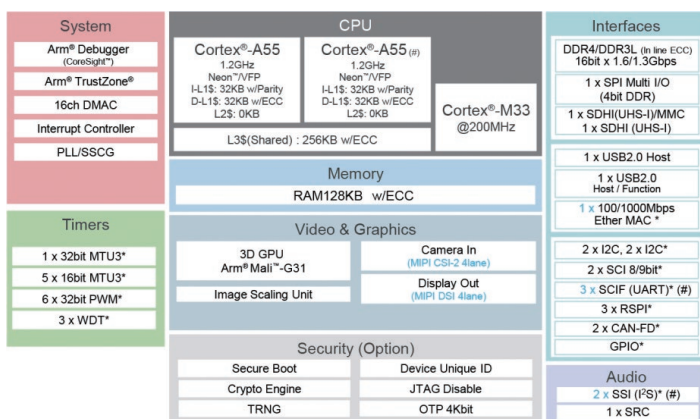 System
Arm® Debugger
(CoreSight™)
Arm® TrustZone®
16ch DMAC
Interrupt Controller
PLL/SSCG
Timers
1 x 32bit MTU3*
5 x 16bit MTU3*
6 x 32bit PWM*
3 x WDT*
CPU
Cortex®-A55
1.2GHz
Neon™/VFP
I-L1$: 32KB w/Parity
D-L1$: 32KB w/ECC
L2$: 0KB
Cortex®-A55 (#)
1.2GHz
Neon™/VFP
I-L1$: 32KB w/Parity
D-L1$: 32KB w/ECC
L2$: 0KB
L3$(Shared) : 256KB w/ECC
Cortex®-M33
@200MHz
Memory
RAM128KB w/ECC
Video & Graphics
3D GPU
Arm® Mali™-G31
Image Scaling Unit
Camera In
(MIPI CSI-2 4lane)
Display Out
(MIPI DSI 4lane)
Security (Option)
Secure Boot
Crypto Engine
TRNG
Device Unique ID
JTAG Disable
OTP 4Kbit
Interfaces
DDR4/DDR3L (In line ECC)
16bit x 1.6/1.3Gbps
1 x SPI Multi I/O
(4bit DDR)
1 x SDHI(UHS-I)/MMC
1 x SDHI (UHS-I)
1 x USB2.0 Host
1 x USB2.0
Host / Function
1 x 100/1000Mbps
Ether MAC *
2 x I2C, 2 x I2C*
2 x SCI 8/9bit*
3 x SCIF (UART)* (#)
3 x RSPI*
2 x CAN-FD*
GPIO*
Audio
2 x SSI (I²S)* (#)
1 x SRC